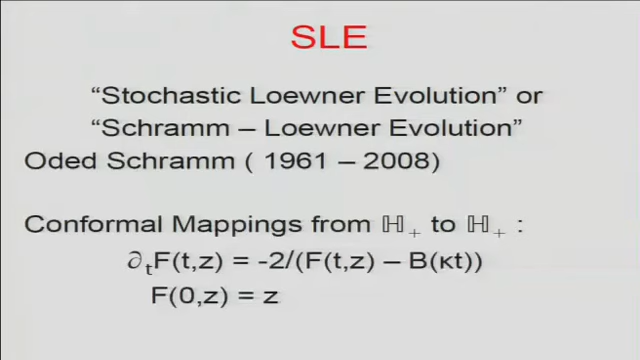 SLE
“Stochastic Loewner Evolution” or
“Schramm – Loewner Evolution”
Oded Schramm ( 1961 – 2008)
Conformal Mappings from ℍ₊ to ℍ₊ :
∂ₜF(t,z) = -2/(F(t,z) – B(κt))
F(0,z) = z